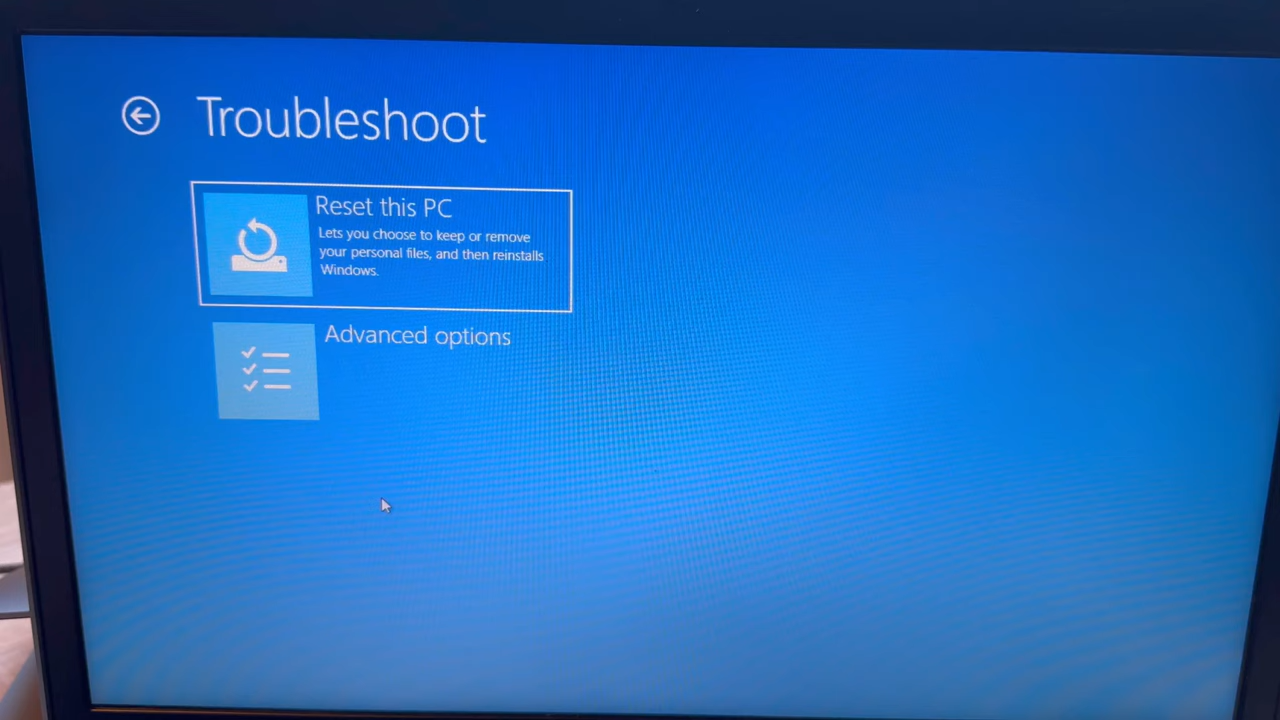 Troubleshoot
Reset this PC
Lets you choose to keep or remove
your personal files, and then reinstalls
Windows.
Advanced options